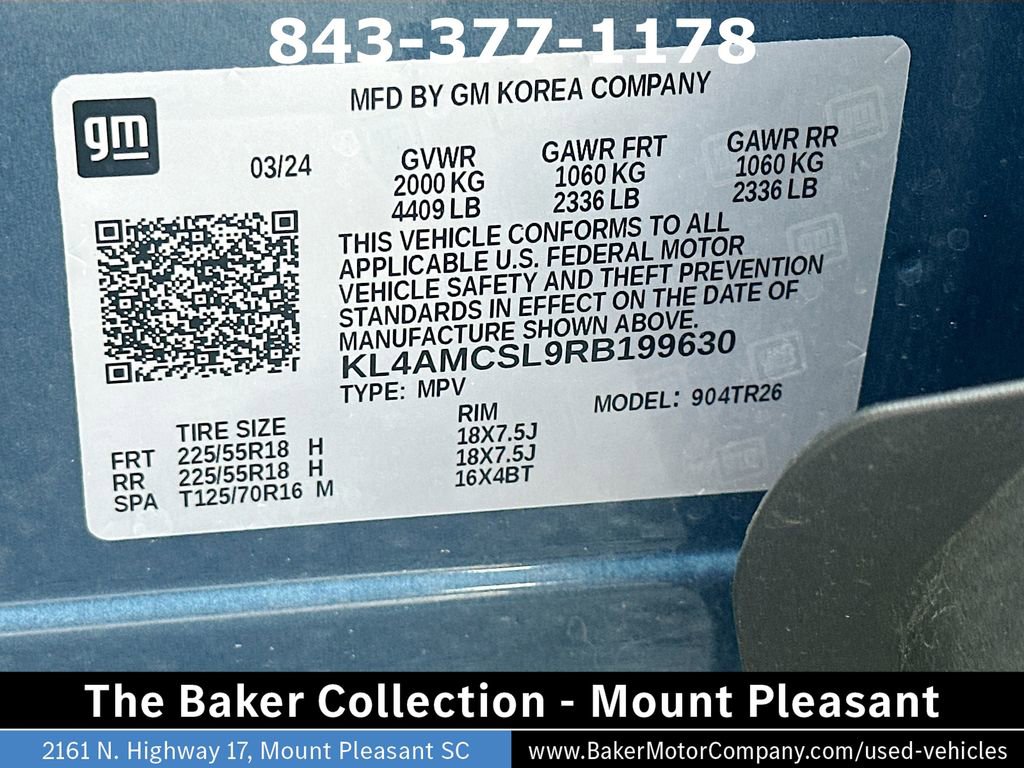 843-377-1178
MFD BY GM KOREA COMPANY
gm
03/24
GVWR
2000 KG
4409 LB
GAWR FRT
1060 KG
2336 LB
GAWR RR
1060 KG
2336 LB
THIS VEHICLE CONFORMS TO ALL
APPLICABLE U.S. FEDERAL MOTOR
VEHICLE SAFETY AND THEFT PREVENTION
STANDARDS IN EFFECT ON THE DATE OF
MANUFACTURE SHOWN ABOVE.
KL4AMCSL9RB199630
TYPE: MPV
MODEL: 904TR26
TIRE SIZE RIM
FRT 225/55R18 H 18X7.5J
RR 225/55R18 H 18X7.5J
SPA T125/70R16 M 16X4BT
The Baker Collection - Mount Pleasant
2161 N. Highway 17, Mount Pleasant SC
www.BakerMotorCompany.com/used-vehicles